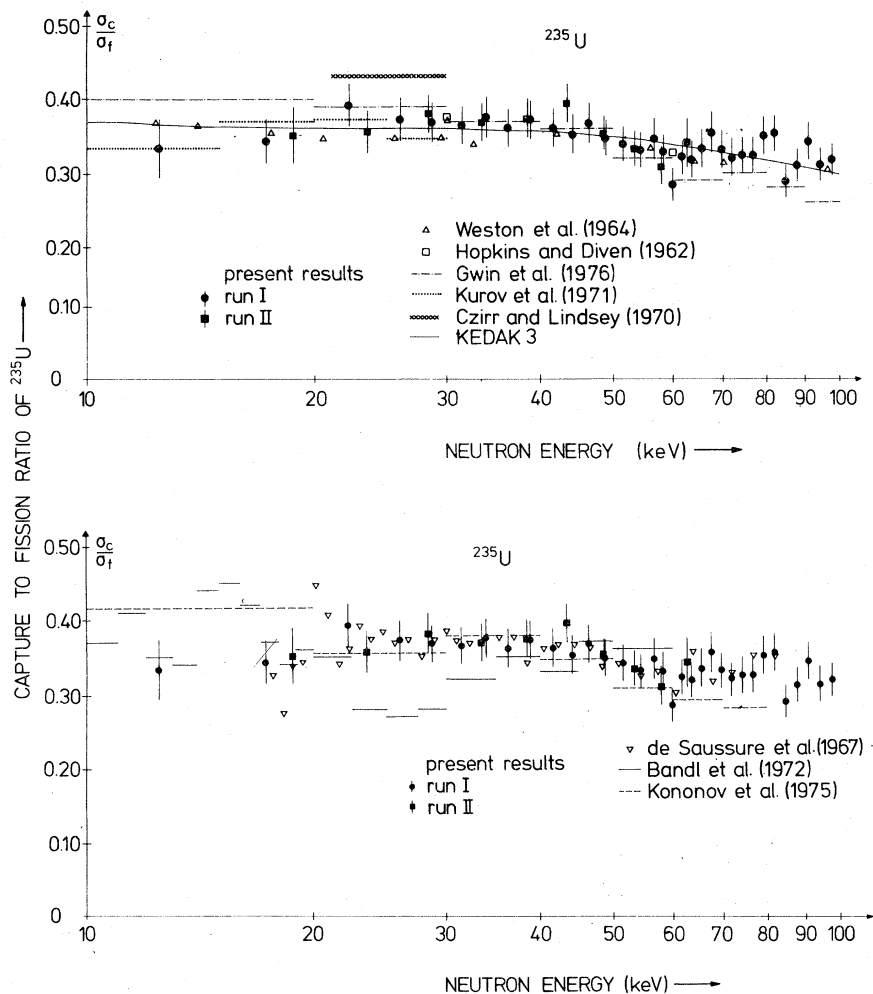 σc
σf
235U
0.50
0.40
0.30
0.20
0.10
0
△ Weston et al. (1964)
□ Hopkins and Diven (1962)
Gwin et al. (1976)
Kurov et al. (1971)
Czirr and Lindsey (1970)
KEDAK 3
present results
run I
run II
10 20 30 40 50 60 70 80 90 100
NEUTRON ENERGY (keV)
CAPTURE TO FISSION RATIO OF 235U
σc
σf
235U
0.50
0.40
0.30
0.20
0.10
0
present results
run I
run II
▽ de Saussure et al.(1967)
Bandl et al. (1972)
Kononov et al. (1975)
10 20 30 40 50 60 70 80 90 100
NEUTRON ENERGY (keV)